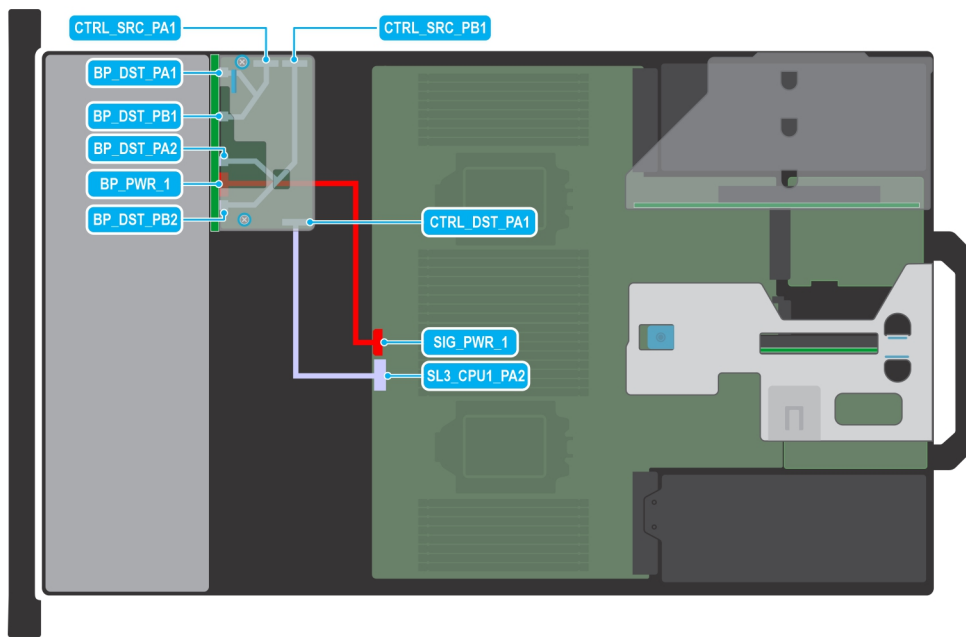 CTRL_SRC_PA1
CTRL_SRC_PB1
BP_DST_PA1
BP_DST_PB1
BP_DST_PA2
BP_PWR_1
BP_DST_PB2
CTRL_DST_PA1
SIG_PWR_1
SL3_CPU1_PA2